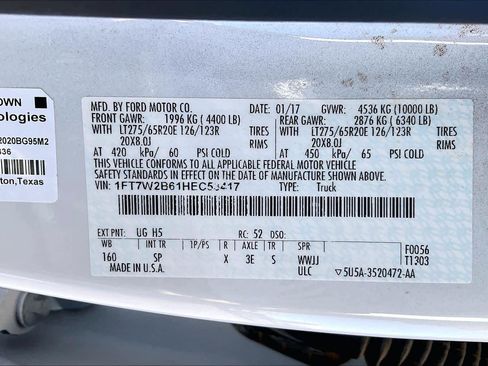 OWN
ologies
2020BG95M2
436
ton,Texas
MFD. BY FORD MOTOR CO.
DATE: 01/17 GVWR: 4536 KG (10000 LB)
FRONT GAWR: 1996 KG ( 4400 LB) REAR GAWR: 2876 KG ( 6340 LB)
WITH LT275/65R20E 126/123R TIRES WITH LT275/65R20E 126/123R TIRES
20X8.0J RIMS 20X8.0J RIMS
AT 420 kPa/ 60 PSI COLD AT 450 kPa/ 65 PSI COLD
THIS VEHICLE CONFORMS TO ALL APPLICABLE FEDERAL MOTOR VEHICLE
SAFETY STANDARDS IN EFFECT ON THE DATE OF MANUFACTURE SHOWN ABOVE.
VIN: TYPE: Truck
EXT PNT: UG H5 RC: 52 DSO:
WB INT TR TP/PS R AXLE TR SPR F0056
160 SP X 3E S WWJJ T1303
MADE IN U.S.A. ULC ▽5U5A-3520472-AA